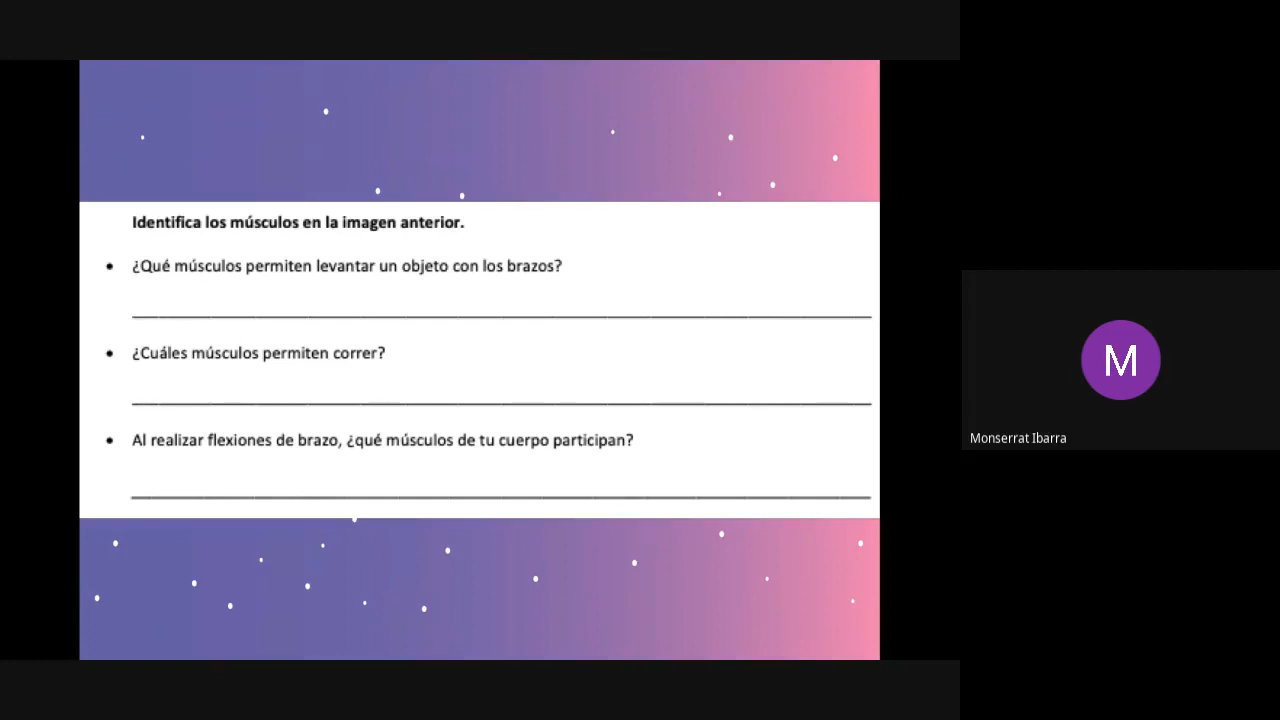 Identifica los músculos en la imagen anterior.
• ¿Qué músculos permiten levantar un objeto con los brazos?
• ¿Cuáles músculos permiten correr?
• Al realizar flexiones de brazo, ¿qué músculos de tu cuerpo participan?
M
Monserrat Ibarra